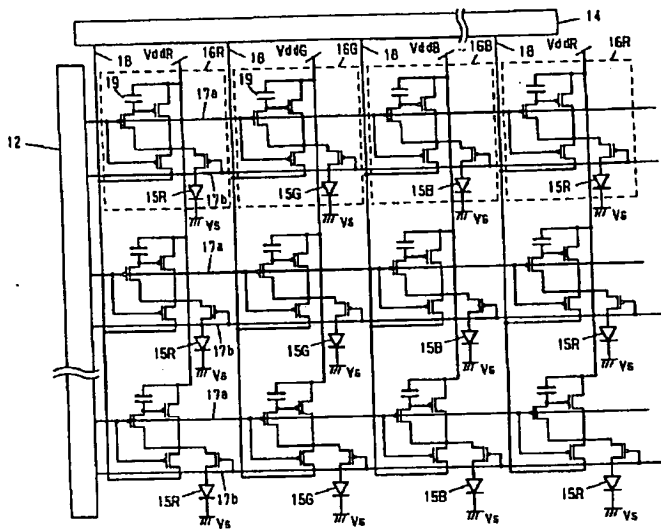 14
18 VddR 16R 18 VddG 16G 18 VddB 16B 18 VddR 16R
19 19
17a 17a
12
15R 17b 15G 15B 15R
Vs Vs Vs Vs
17a
15R 17b 15G 15B 15R
Vs Vs Vs Vs
17a
15R 17b 15G 15B 15R
Vs Vs Vs Vs